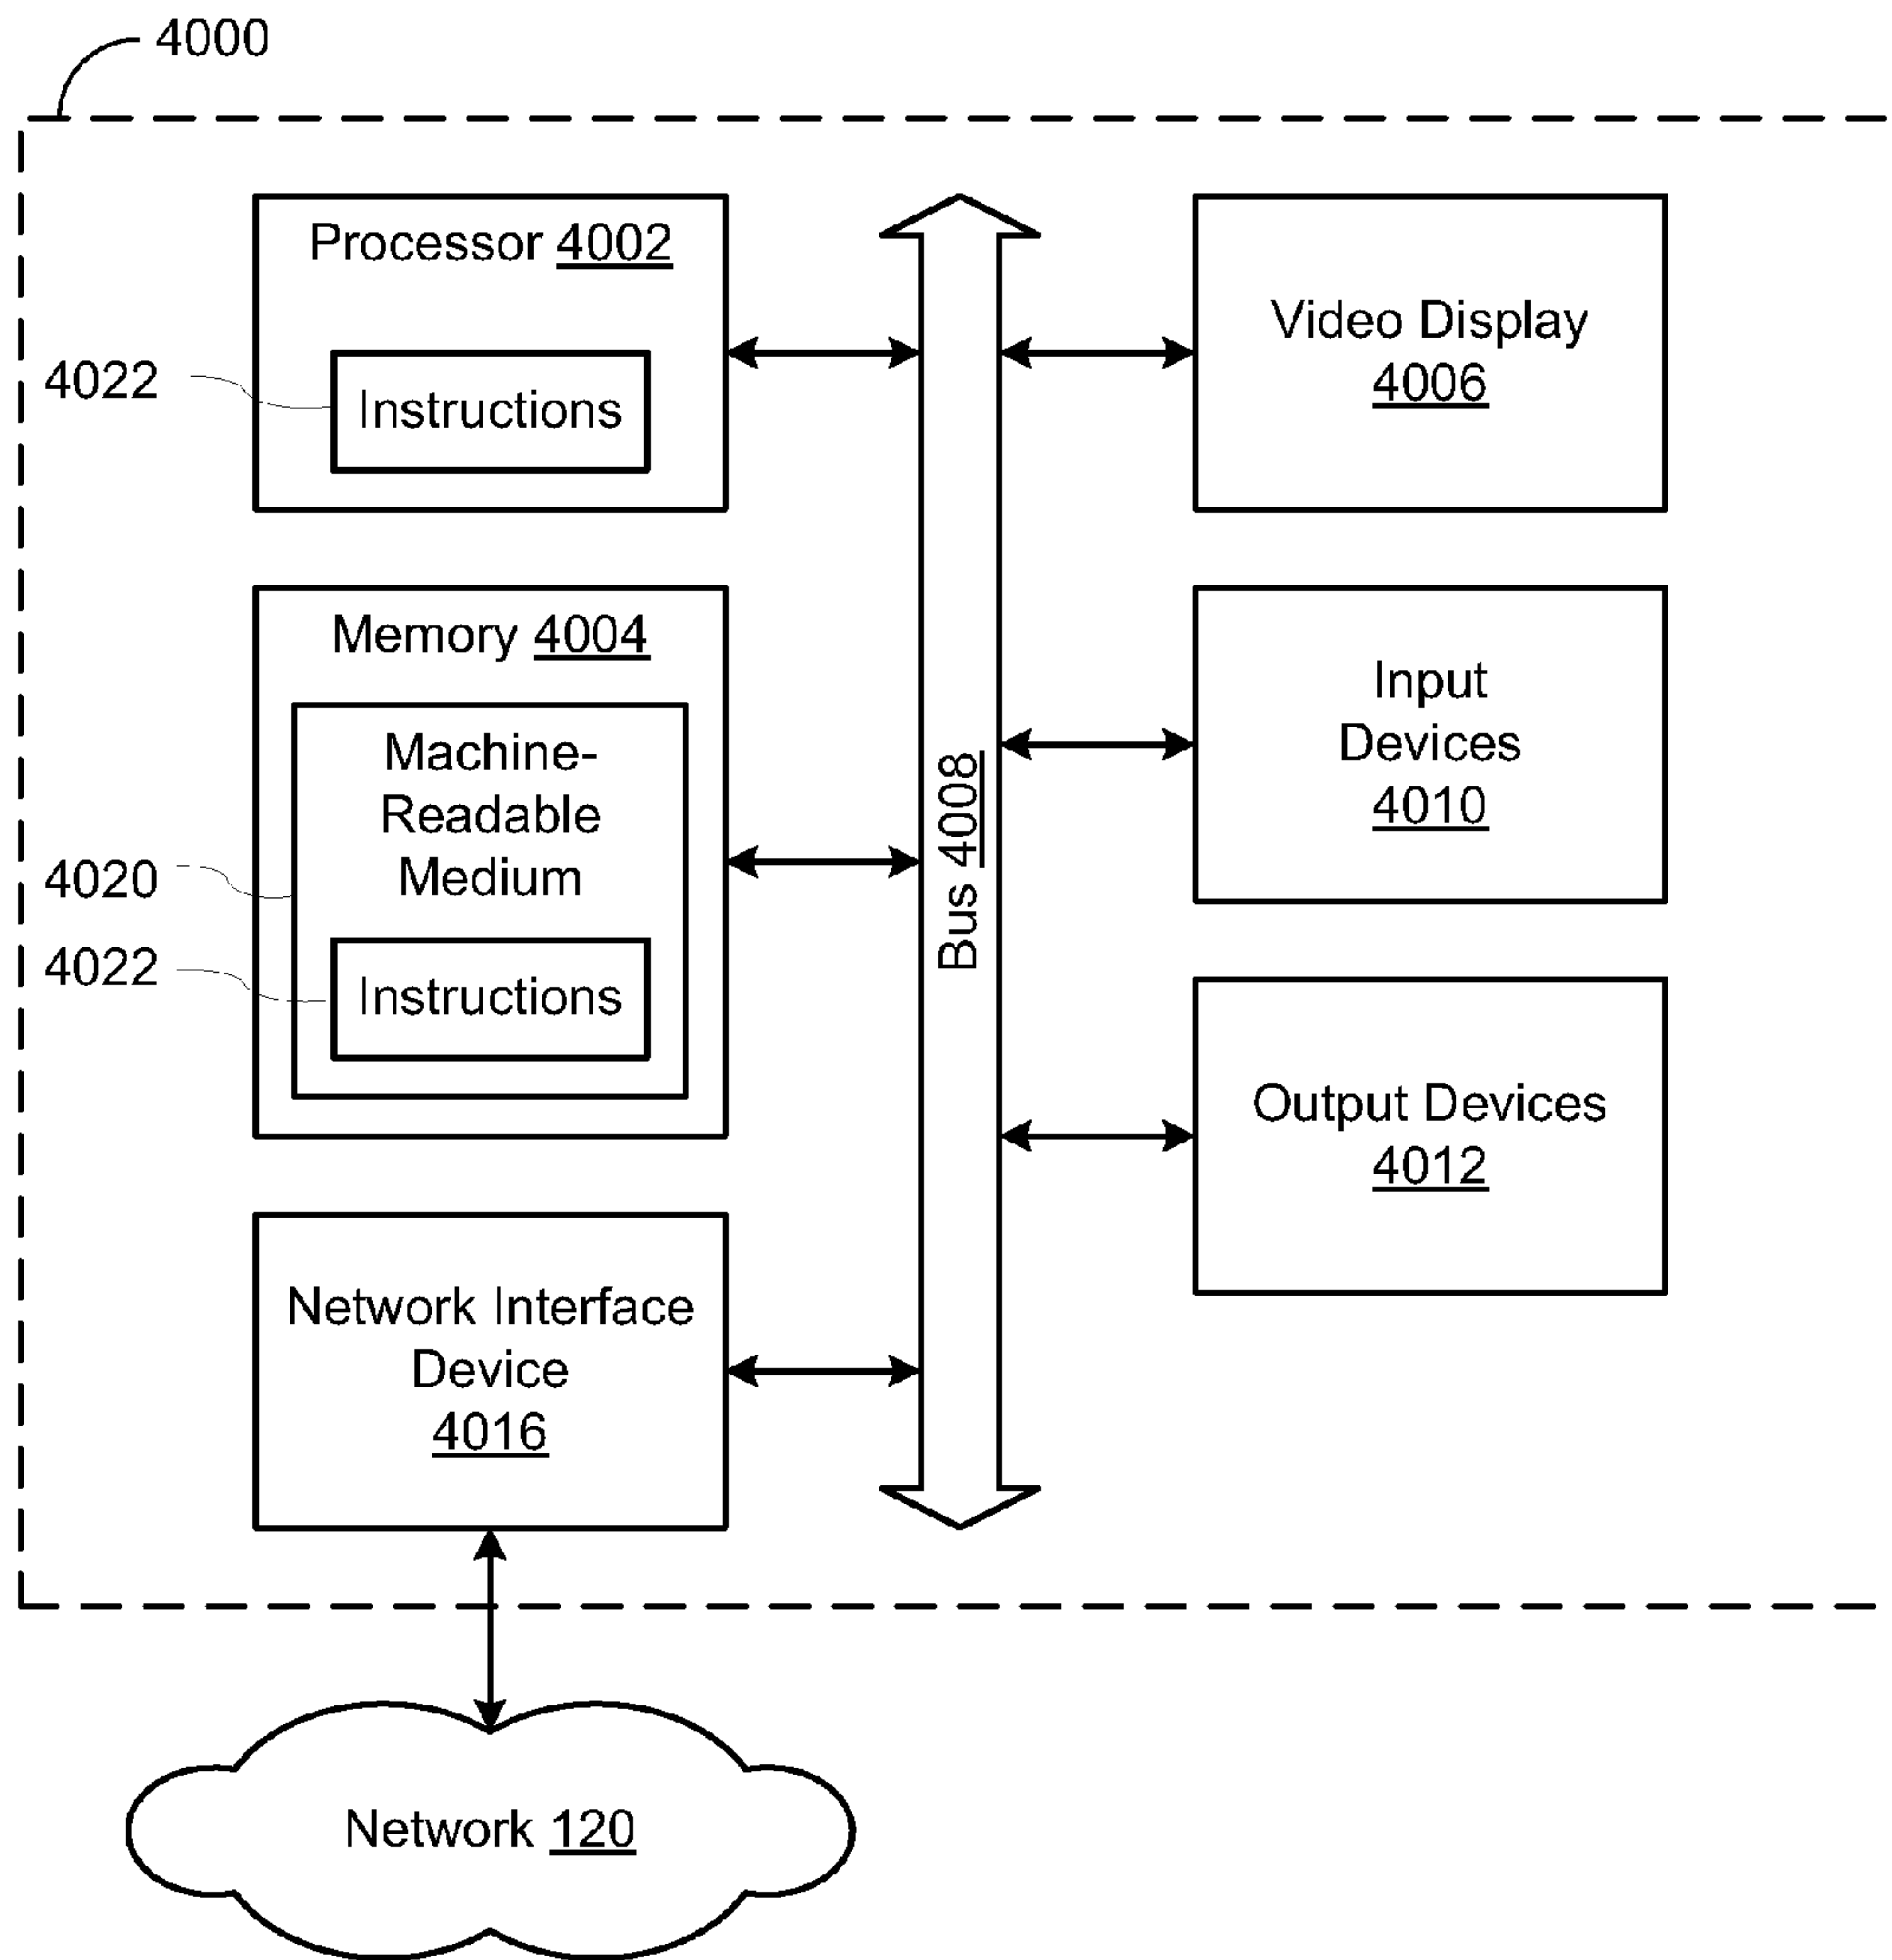 4000
Processor 4002
4022
Instructions
Memory 4004
Machine-
Readable
Medium
4020
4022
Instructions
Network Interface
Device
4016
Bus 4008
Video Display
4006
Input
Devices
4010
Output Devices
4012
Network 120